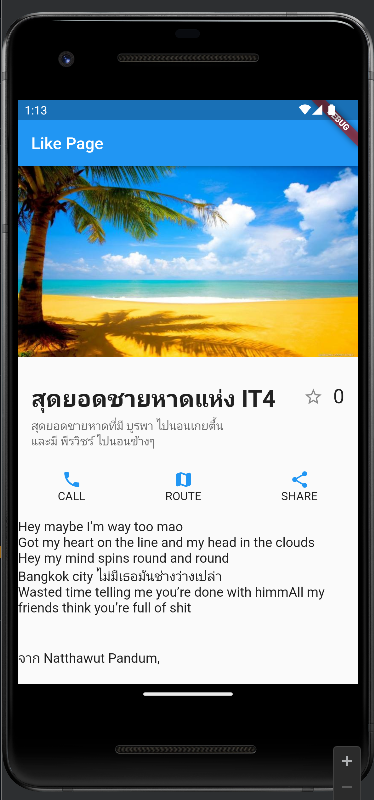 1:13
DEBUG
Like Page
สุดยอดชายหาดแห่ง IT4
0
สุดยอดชายหาดที่มี บุรพา ไปนอนเกยตื้น
และมี พีรวิชร์ ไปนอนข้างๆ
CALL
ROUTE
SHARE
Hey maybe I'm way too mao
Got my heart on the line and my head in the clouds
Hey my mind spins round and round
Bangkok city ไม่มีเธอมันช่างว่างเปล่า
Wasted time telling me you're done with himmAll my
friends think you're full of shit
จาก Natthawut Pandum,
+